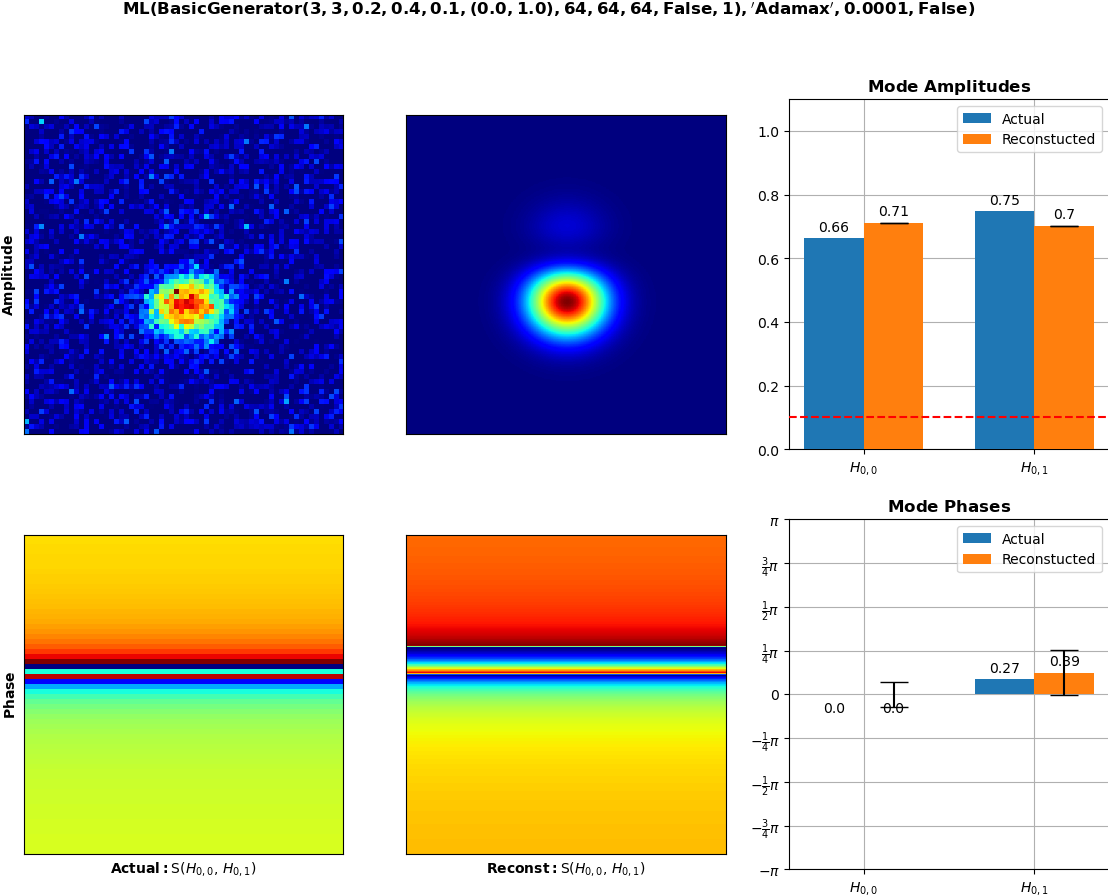 ML(BasicGenerator(3, 3, 0.2, 0.4, 0.1, (0.0, 1.0), 64, 64, 64, False, 1), ′Adamax′, 0.0001, False)
Amplitude
Mode Amplitudes
Actual
Reconstucted
1.0
0.8
0.6
0.4
0.2
0.0
0.66
0.71
0.75
0.7
H0,0
H0,1
Phase
Actual: S(H0,0, H0,1)
Reconst: S(H0,0, H0,1)
Mode Phases
Actual
Reconstucted
π
3/4π
1/2π
1/4π
0
−1/4π
−1/2π
−3/4π
−π
0.0
0.0
0.27
0.39
H0,0
H0,1